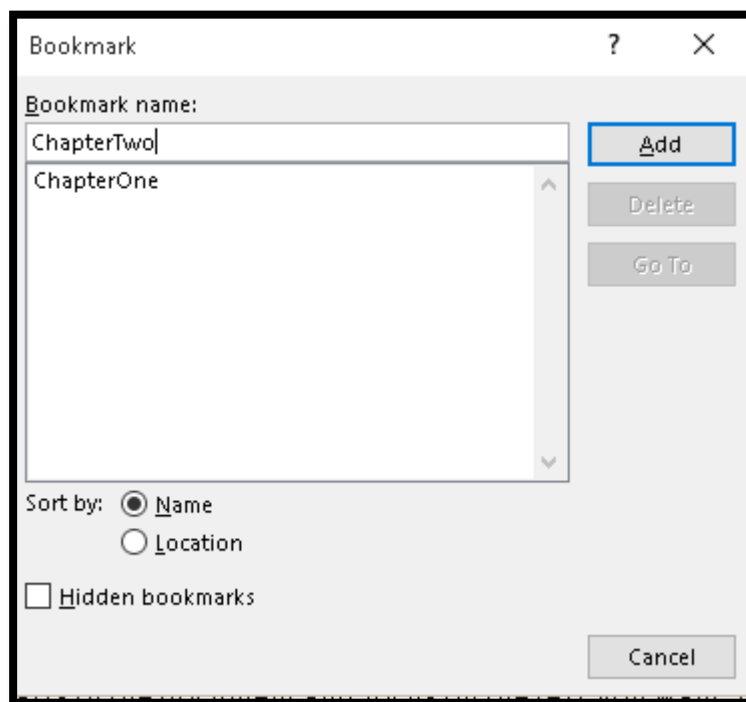 Bookmark ?
Bookmark name:
ChapterTwo Add
ChapterOne
Delete
Go To
Sort by: Name
Location
Hidden bookmarks
Cancel